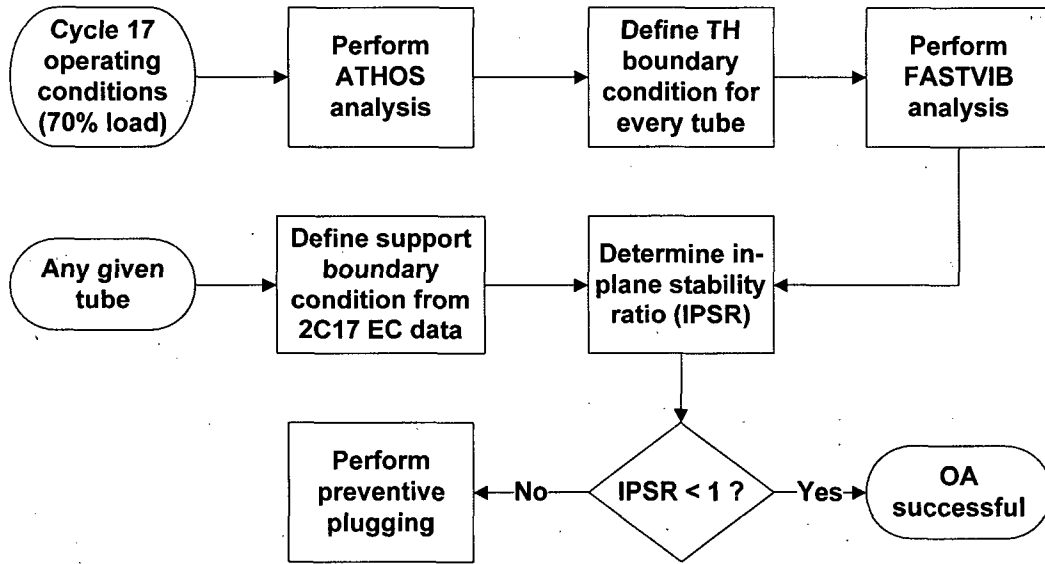 Cycle 17
operating
conditions
(70% load)
Perform
ATHOS
analysis
Define TH
boundary
condition for
every tube
Perform
FASTVIB
analysis
Any given
tube
Define support
boundary
condition from
2C17 EC data
Determine in-
plane stability
ratio (IPSR)
Perform
preventive
plugging
No
IPSR < 1 ?
Yes
OA
successful